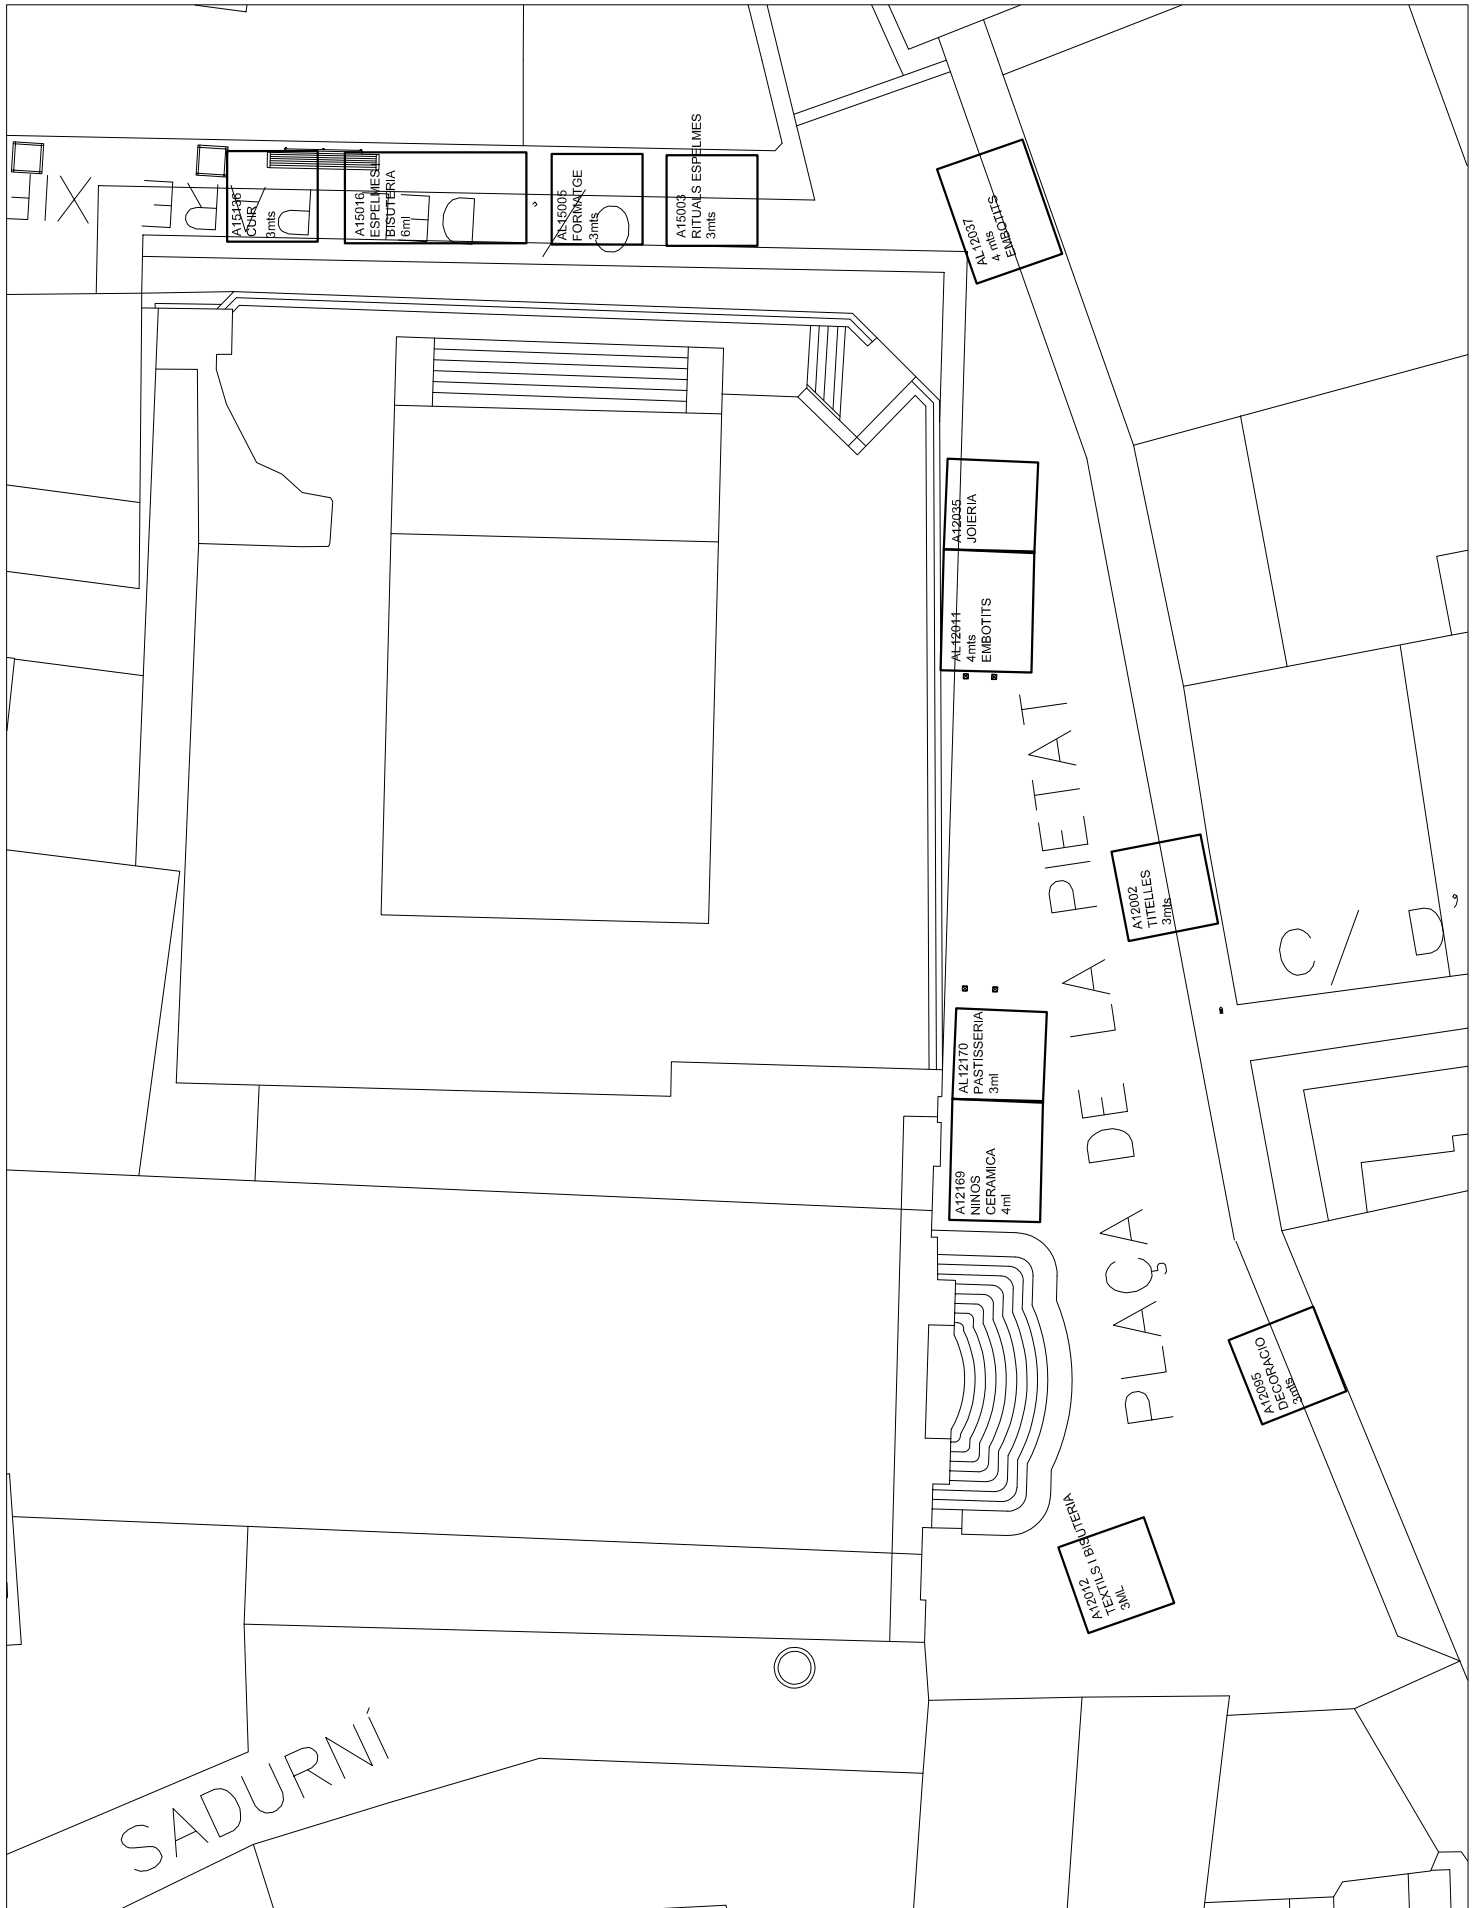 A15186
CUIR
3mts
A15016
ESPELMES I
BISUTERIA
6ml
AL15005
FORMATGE
3mts
A15003
RITUALS ESPELMES
3mts
AL12037
4 mts
EMBOTITS
A12035
JOIERIA
AL12011
4mts
EMBOTITS
A12002
TITELLES
3mts
AL12170
PASTISSERIA
3ml
A12169
NINOS
CERAMICA
4ml
A12095
DECORACIO
3mts
A12012
TEXTILS I BISUTERIA
3ML
PLAÇA DE LA PIETAT
C/ D'
SADURNÍ